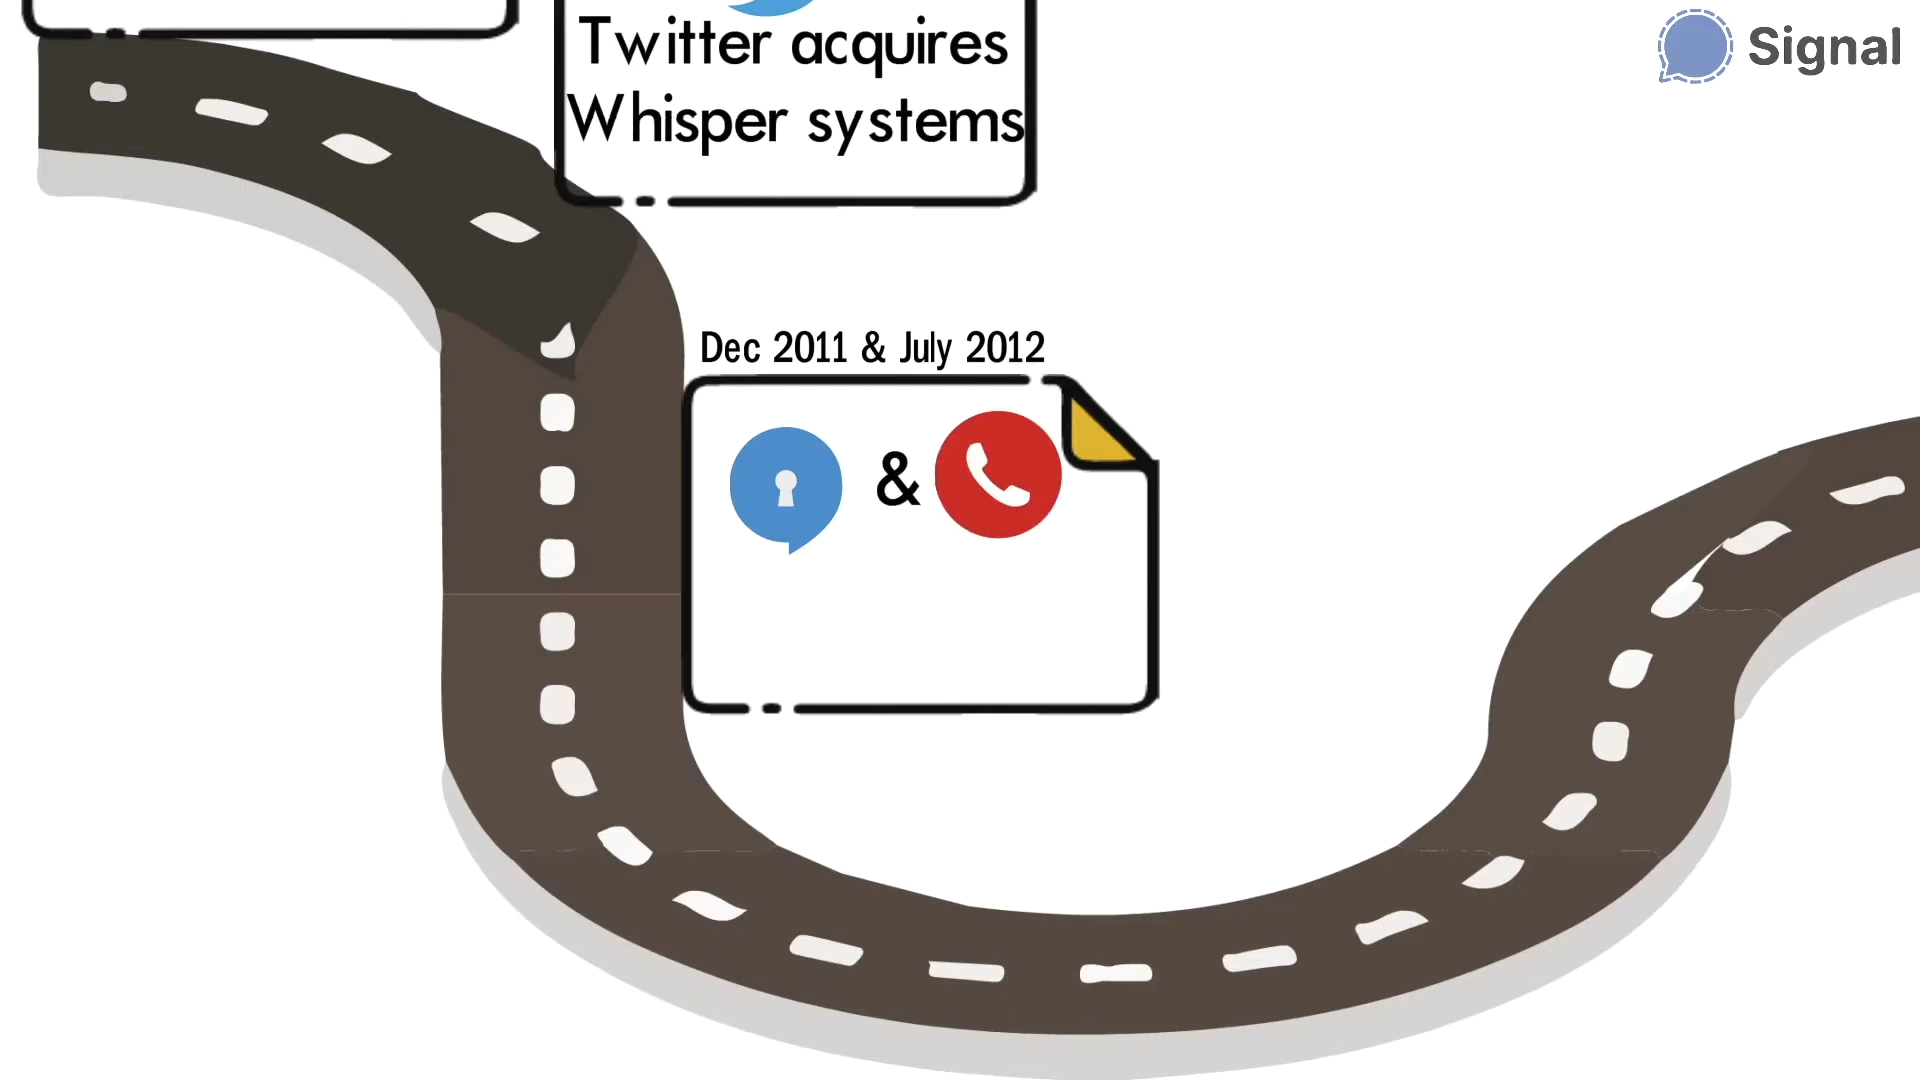 Signal
Twitter acquires
Whisper systems
Dec 2011 & July 2012
&